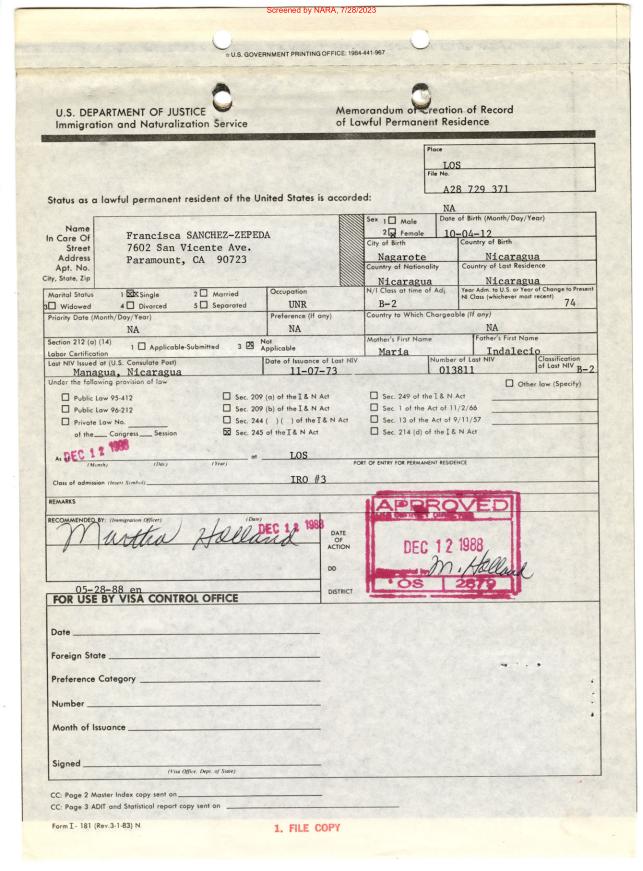 Screened by NARA, 7/28/2023
☆ U.S. GOVERNMENT PRINTING OFFICE: 1984-441-967
U.S. DEPARTMENT OF JUSTICE
Immigration and Naturalization Service
Memorandum of Creation of Record
of Lawful Permanent Residence
Place
LOS
File No.
A28 729 371
Status as a lawful permanent resident of the United States is accorded:
NA
Name
In Care Of
Street
Address
Apt. No.
City, State, Zip
Francisca SANCHEZ-ZEPEDA
7602 San Vicente Ave.
Paramount, CA 90723
Sex 1 ☐ Male
2 ☒ Female
Date of Birth (Month/Day/Year)
10-04-12
City of Birth
Nagarote
Country of Birth
Nicaragua
Country of Nationality
Nicaragua
Country of Last Residence
Nicaragua
Marital Status 1 ☒ Single 2 ☐ Married
3 ☐ Widowed 4 ☐ Divorced 5 ☐ Separated
Occupation
UNR
N/I Class at time of Adj.
B-2
Year Adm. to U.S. or Year of Change to Present
NI Class (whichever most recent) 74
Priority Date (Month/Day/Year)
NA
Preference (If any)
NA
Country to Which Chargeable (If any)
NA
Section 212 (a) (14)
Labor Certification
1 ☐ Applicable-Submitted 3 ☒ Not Applicable
Mother's First Name
Maria
Father's First Name
Indalecio
Last NIV Issued at (U.S. Consulate Post)
Managua, Nicaragua
Date of Issuance of Last NIV
11-07-73
Number of Last NIV
013811
Classification
of Last NIV B-2
Under the following provision of law
☐ Other law (Specify)
☐ Public Law 95-412
☐ Public Law 96-212
☐ Private Law No.
of the Congress Session
☐ Sec. 209 (a) of the I & N Act
☐ Sec. 209 (b) of the I & N Act
☐ Sec. 244 ( ) ( ) of the I & N Act
☒ Sec. 245 of the I & N Act
☐ Sec. 249 of the I & N Act
☐ Sec. 1 of the Act of 11/2/66
☐ Sec. 13 of the Act of 9/11/57
☐ Sec. 214 (d) of the I & N Act
As DEC 12 1988 at LOS
(Month) (Day) (Year) PORT OF ENTRY FOR PERMANENT RESIDENCE
Class of admission (Insert Symbol) IRO #3
REMARKS
RECOMMENDED BY: (Immigration Officer) (Date)
Martha Holland DEC 12 1988
05-28-88 en
DATE
OF
ACTION
DD
DISTRICT
APPROVED
DEC 12 1988
M. Holland
OS 2879
FOR USE BY VISA CONTROL OFFICE
Date
Foreign State
Preference Category
Number
Month of Issuance
Signed
(Visa Office, Dept. of State)
CC: Page 2 Master Index copy sent on
CC: Page 3 ADIT and Statistical report copy sent on
Form I - 181 (Rev.3-1-83) N
1. FILE COPY